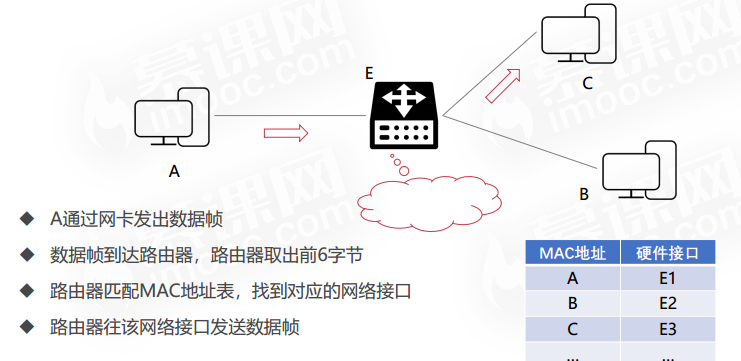 E
C
A
B
◆ A通过网卡发出数据帧
◆ 数据帧到达路由器，路由器取出前6字节
◆ 路由器匹配MAC地址表，找到对应的网络接口
◆ 路由器往该网络接口发送数据帧
MAC地址 硬件接口
A E1
B E2
C E3
... ...
慕课网
imooc.com